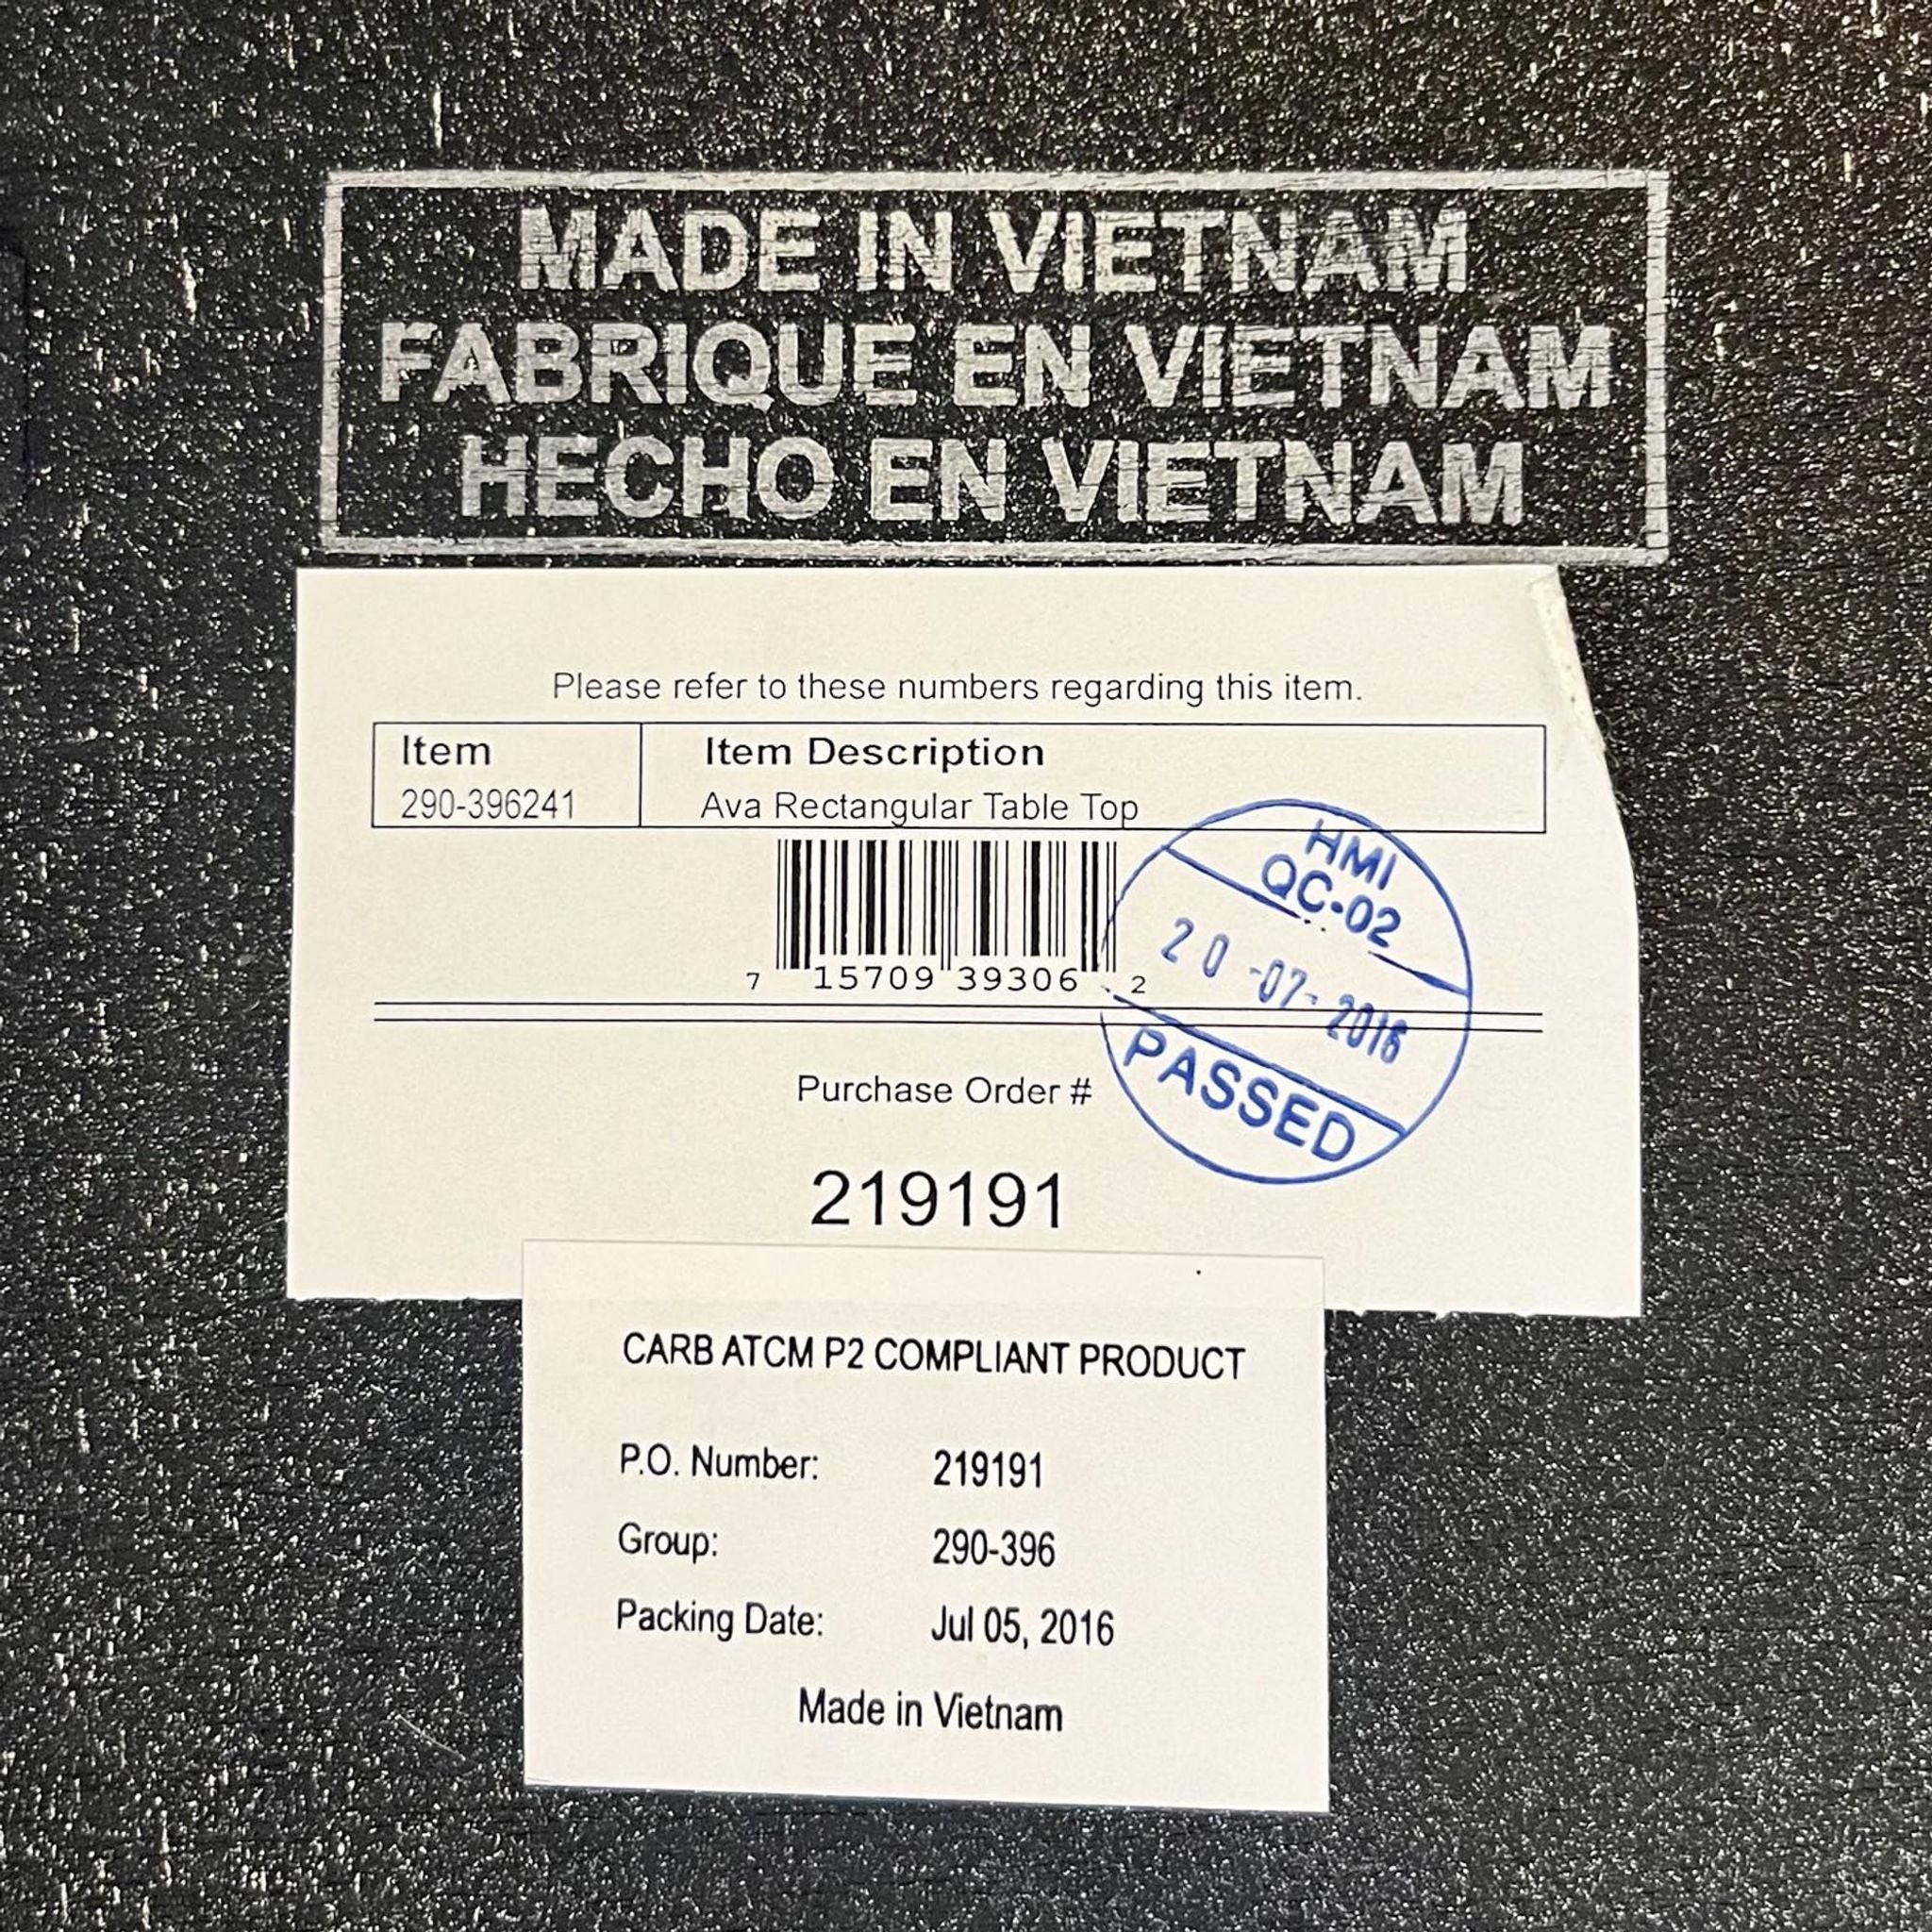 MADE IN VIETNAM
FABRIQUE EN VIETNAM
HECHO EN VIETNAM
Please refer to these numbers regarding this item.
Item Item Description
290-396241 Ava Rectangular Table Top
7 15709 39306 2
HMI
QC-02
20-07-2016
PASSED
Purchase Order #
219191
CARB ATCM P2 COMPLIANT PRODUCT
P.O. Number: 219191
Group: 290-396
Packing Date: Jul 05, 2016
Made in Vietnam